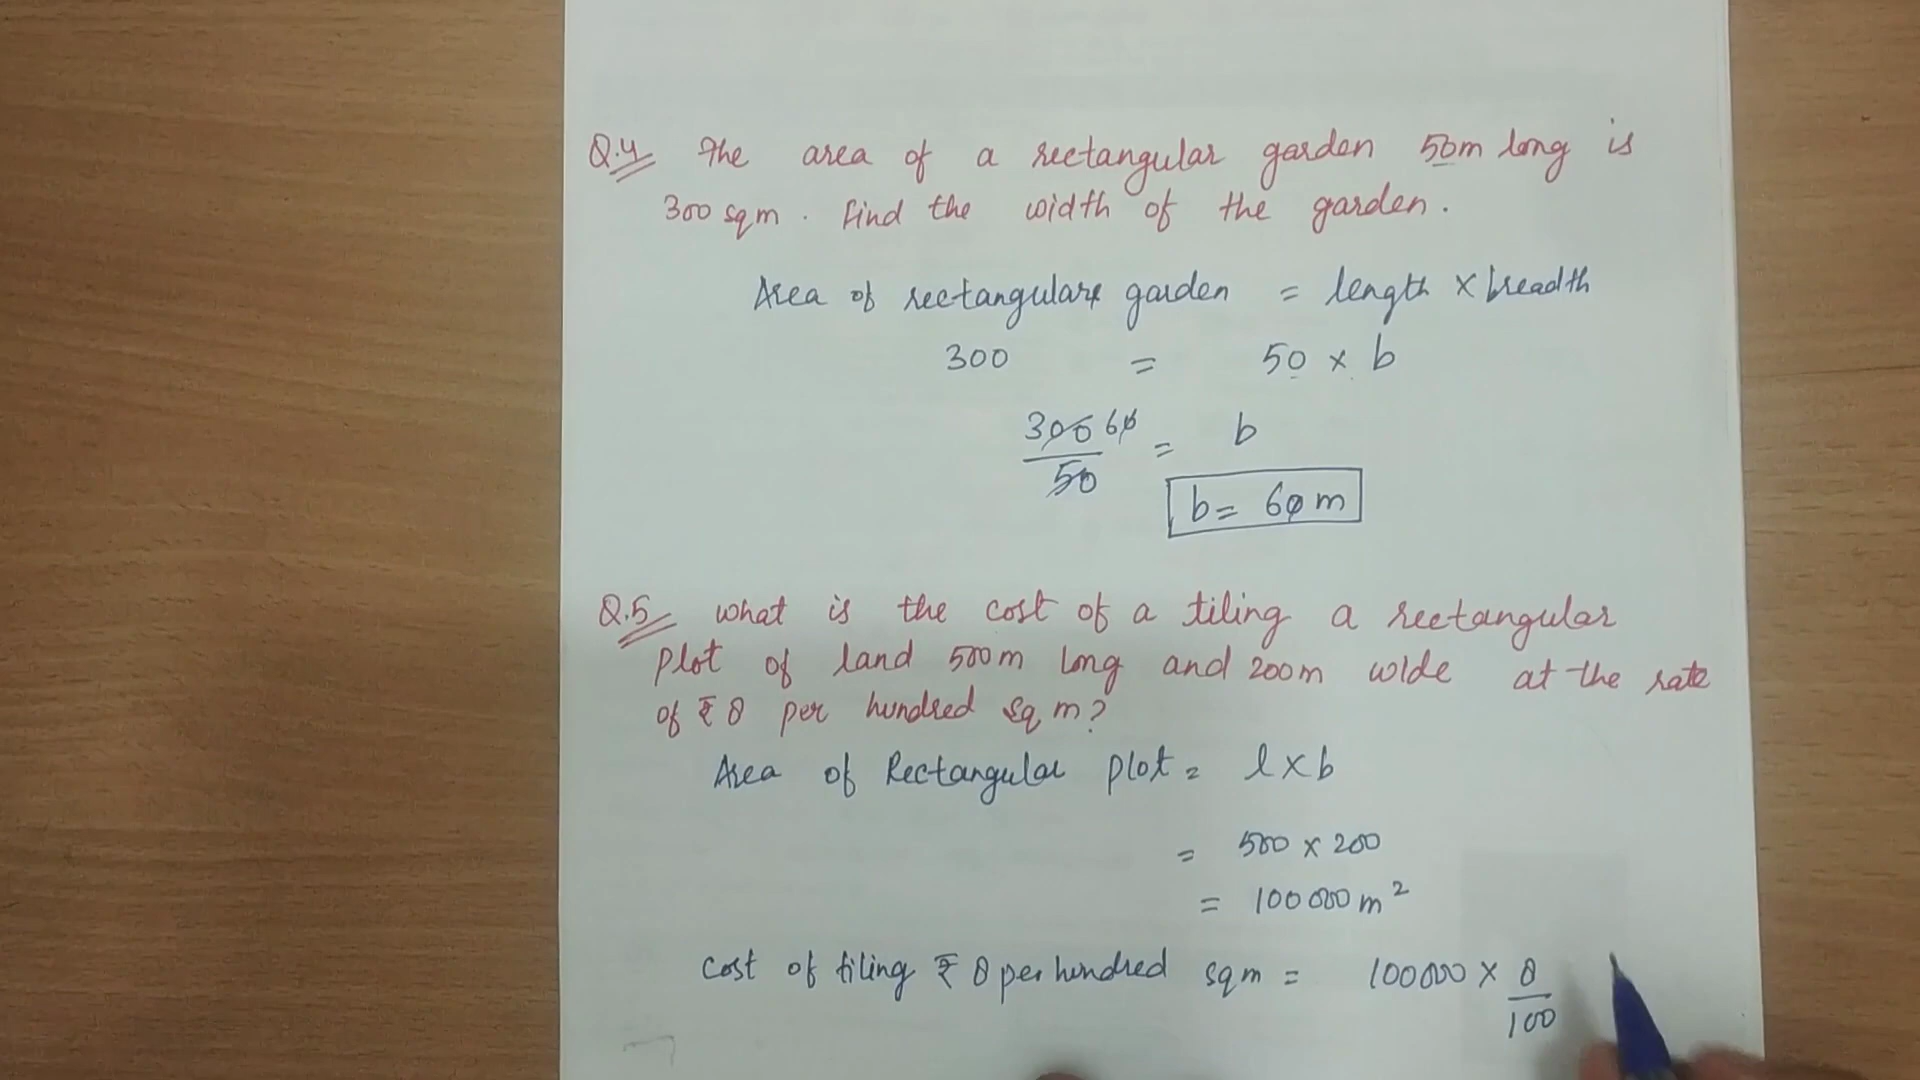 Q.4 The area of a rectangular garden 50m long is
300 sq m. Find the width of the garden.
Area of rectangular garden = length × breadth
300 = 50 × b
300/50 = b
b = 6 m
Q.5 What is the cost of a tiling a rectangular
plot of land 500m long and 200m wide at the rate
of ₹ 8 per hundred sq m?
Area of Rectangular plot = l × b
= 500 × 200
= 100000 m²
Cost of tiling ₹ 8 per hundred sq m = 100000 × 8/100